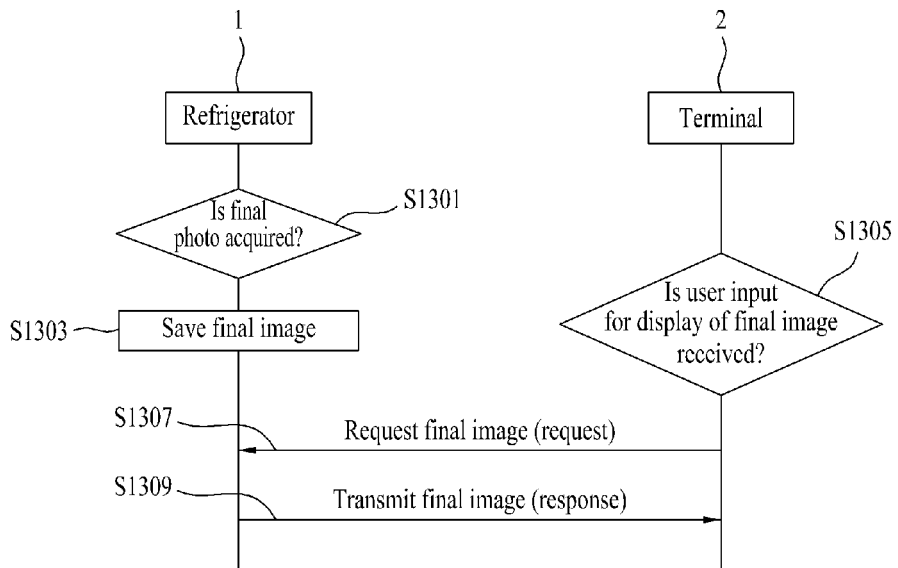 1
2
Refrigerator
Terminal
Is final
photo acquired?
S1301
S1305
Is user input
for display of final image
received?
S1303
Save final image
S1307
Request final image (request)
S1309
Transmit final image (response)